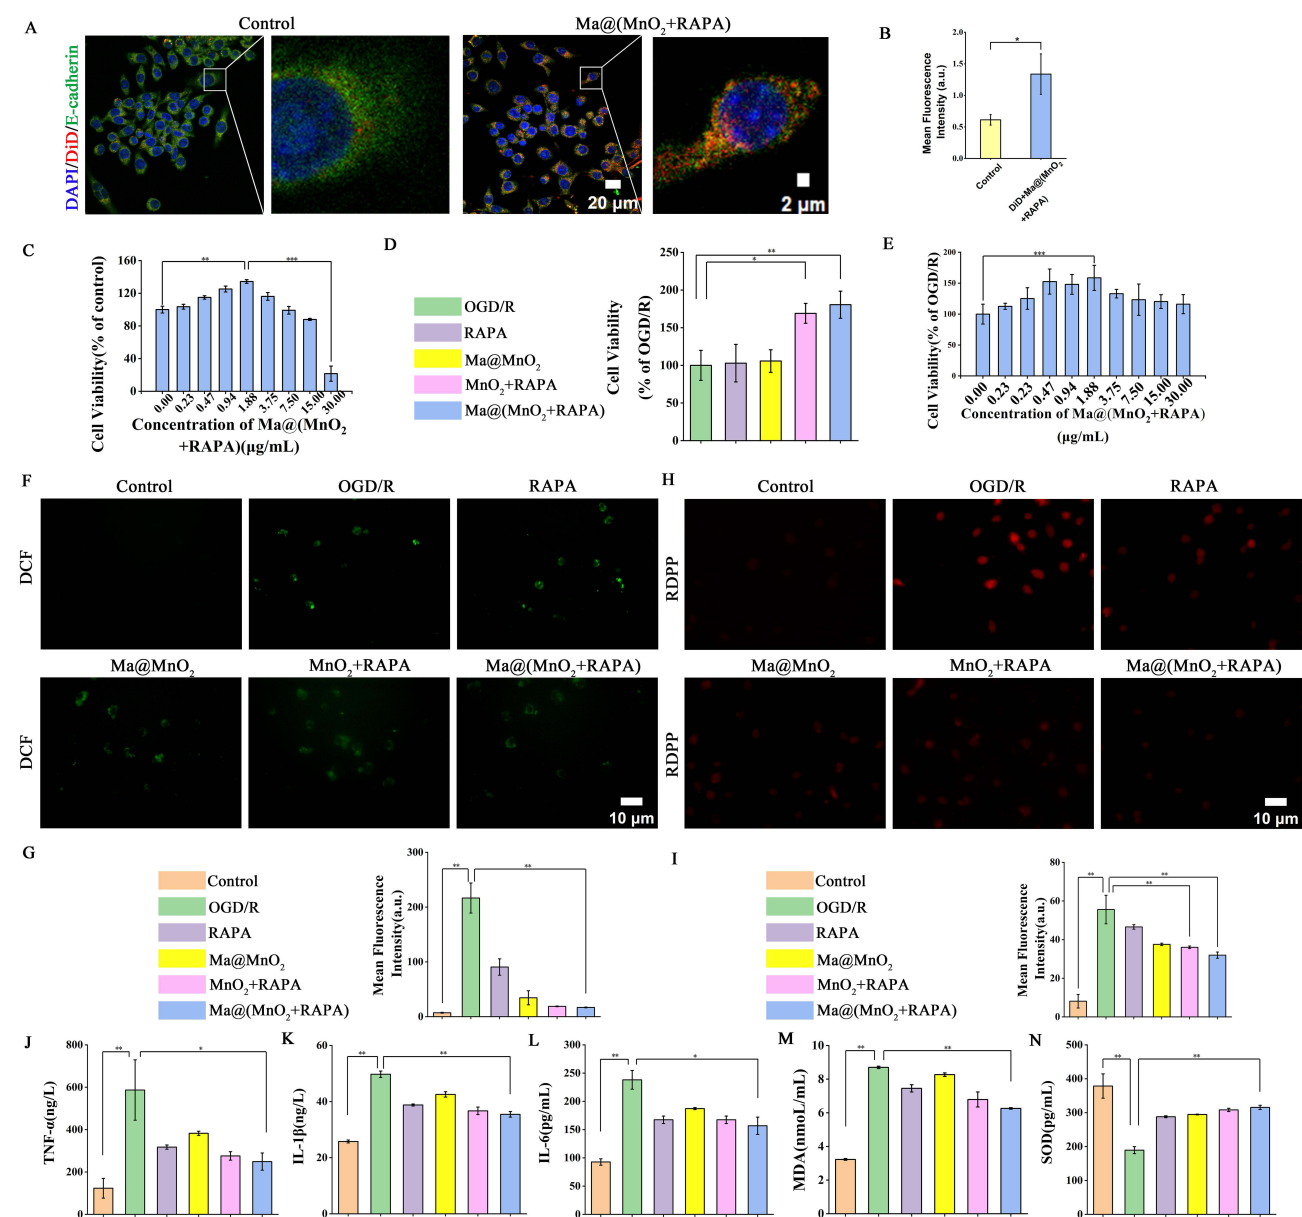 A
Control
Ma@(MnO2+RAPA)
DAPI/DiD/E-cadherin
20 μm
2 μm
B
Mean Fluorescence
Intensity (a.u.)
2.0
1.5
1.0
0.5
0.0
*
Control
DiD+Ma@(MnO2
+RAPA)
C
Cell Viability(% of control)
160
120
80
40
0
**
***
0.00 0.23 0.47 0.94 1.88 3.75 7.50 15.00 30.00
Concentration of Ma@(MnO2
+RAPA)(μg/mL)
D
OGD/R
RAPA
Ma@MnO2
MnO2+RAPA
Ma@(MnO2+RAPA)
Cell Viability
(% of OGD/R)
250
200
150
100
50
0
**
*
E
Cell Viability(% of OGD/R)
200
150
100
50
0
***
0.00 0.23 0.23 0.47 0.94 1.88 3.75 7.50 15.00 30.00
Concentration of Ma@(MnO2+RAPA)
(μg/mL)
F
Control
OGD/R
RAPA
DCF
Ma@MnO2
MnO2+RAPA
Ma@(MnO2+RAPA)
DCF
10 μm
H
Control
OGD/R
RAPA
RDPP
Ma@MnO2
MnO2+RAPA
Ma@(MnO2+RAPA)
RDPP
10 μm
G
Control
OGD/R
RAPA
Ma@MnO2
MnO2+RAPA
Ma@(MnO2+RAPA)
Mean Fluorescence
Intensity(a.u.)
300
200
100
0
**
**
I
Control
OGD/R
RAPA
Ma@MnO2
MnO2+RAPA
Ma@(MnO2+RAPA)
Mean Fluorescence
Intensity(a.u.)
80
60
40
20
0
**
**
**
J
TNF-α(ng/L)
800
600
400
200
0
**
*
K
IL-1β(ng/L)
60
40
20
0
**
**
L
IL-6(pg/mL)
300
250
200
150
100
50
0
**
*
M
MDA(nmoL/mL)
10
8
6
4
2
0
**
**
N
SOD(pg/mL)
500
400
300
200
100
0
**
**